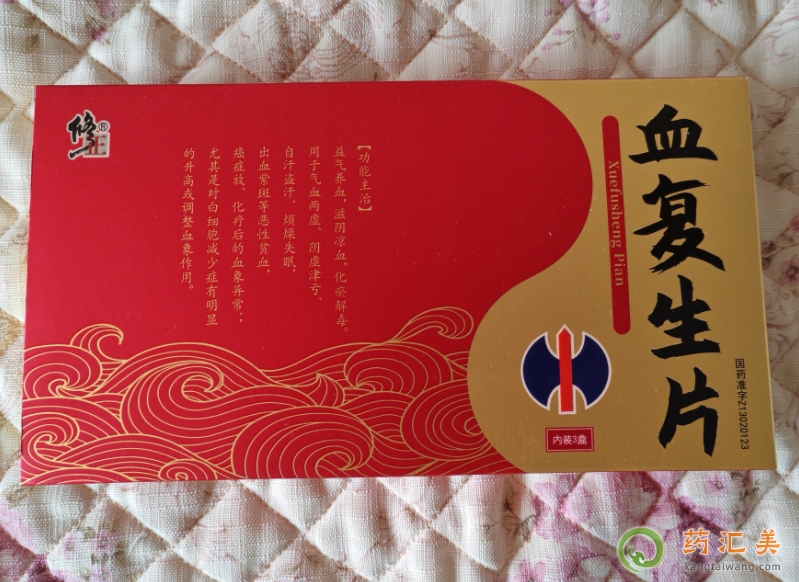 修正®
【功能主治】
益气养血，滋阴凉血，化瘀解毒。
用于气血两虚，阴虚津亏，
自汗盗汗，烦燥失眠，
出血紫斑等恶性贫血，
癌症放、化疗后的血象异常；，
尤其是对白细胞减少症有明显
的升高或调整血象作用。
血复生片
Xuefusheng Pian
内装3盒
国药准字Z13020123
药汇美
kangtaiwang.com